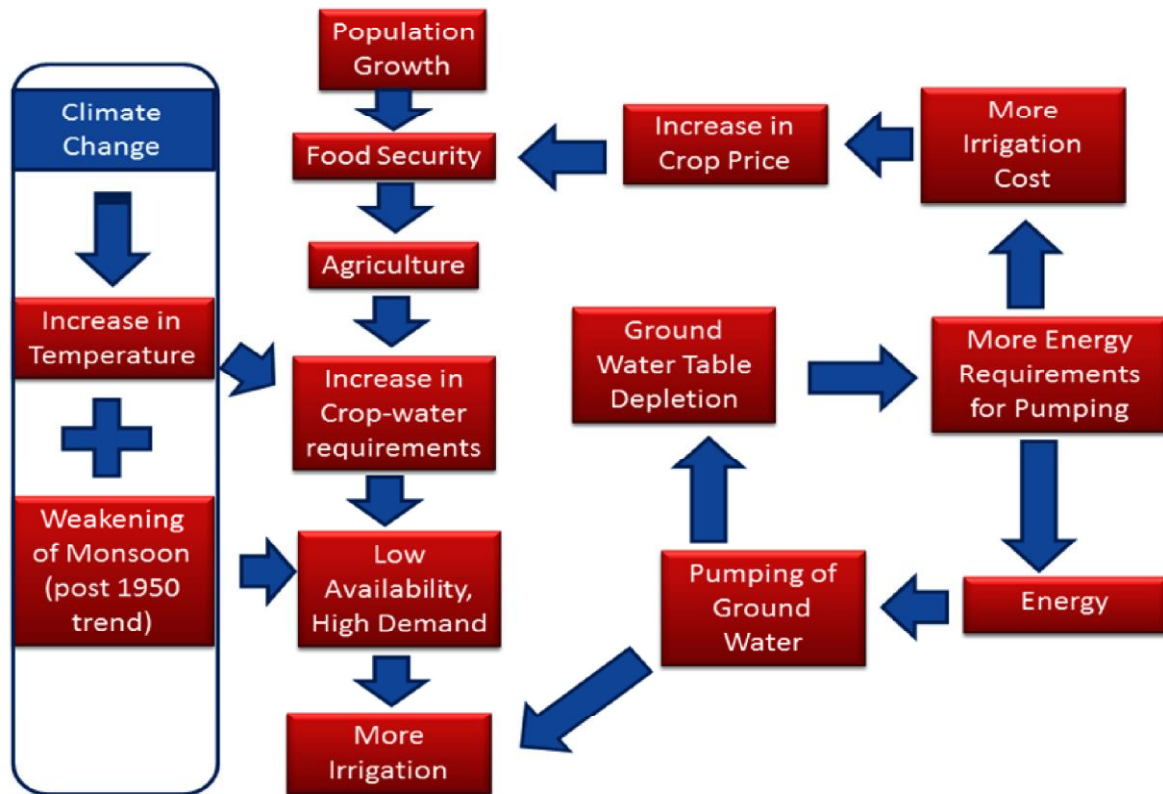 Population
Growth
Climate
Change
Food Security
Increase in
Crop Price
More
Irrigation
Cost
Agriculture
Increase in
Temperature
Increase in
Crop-water
requirements
Ground
Water Table
Depletion
More Energy
Requirements
for Pumping
Weakening
of Monsoon
(post 1950
trend)
Low
Availability,
High Demand
Pumping of
Ground
Water
Energy
More
Irrigation